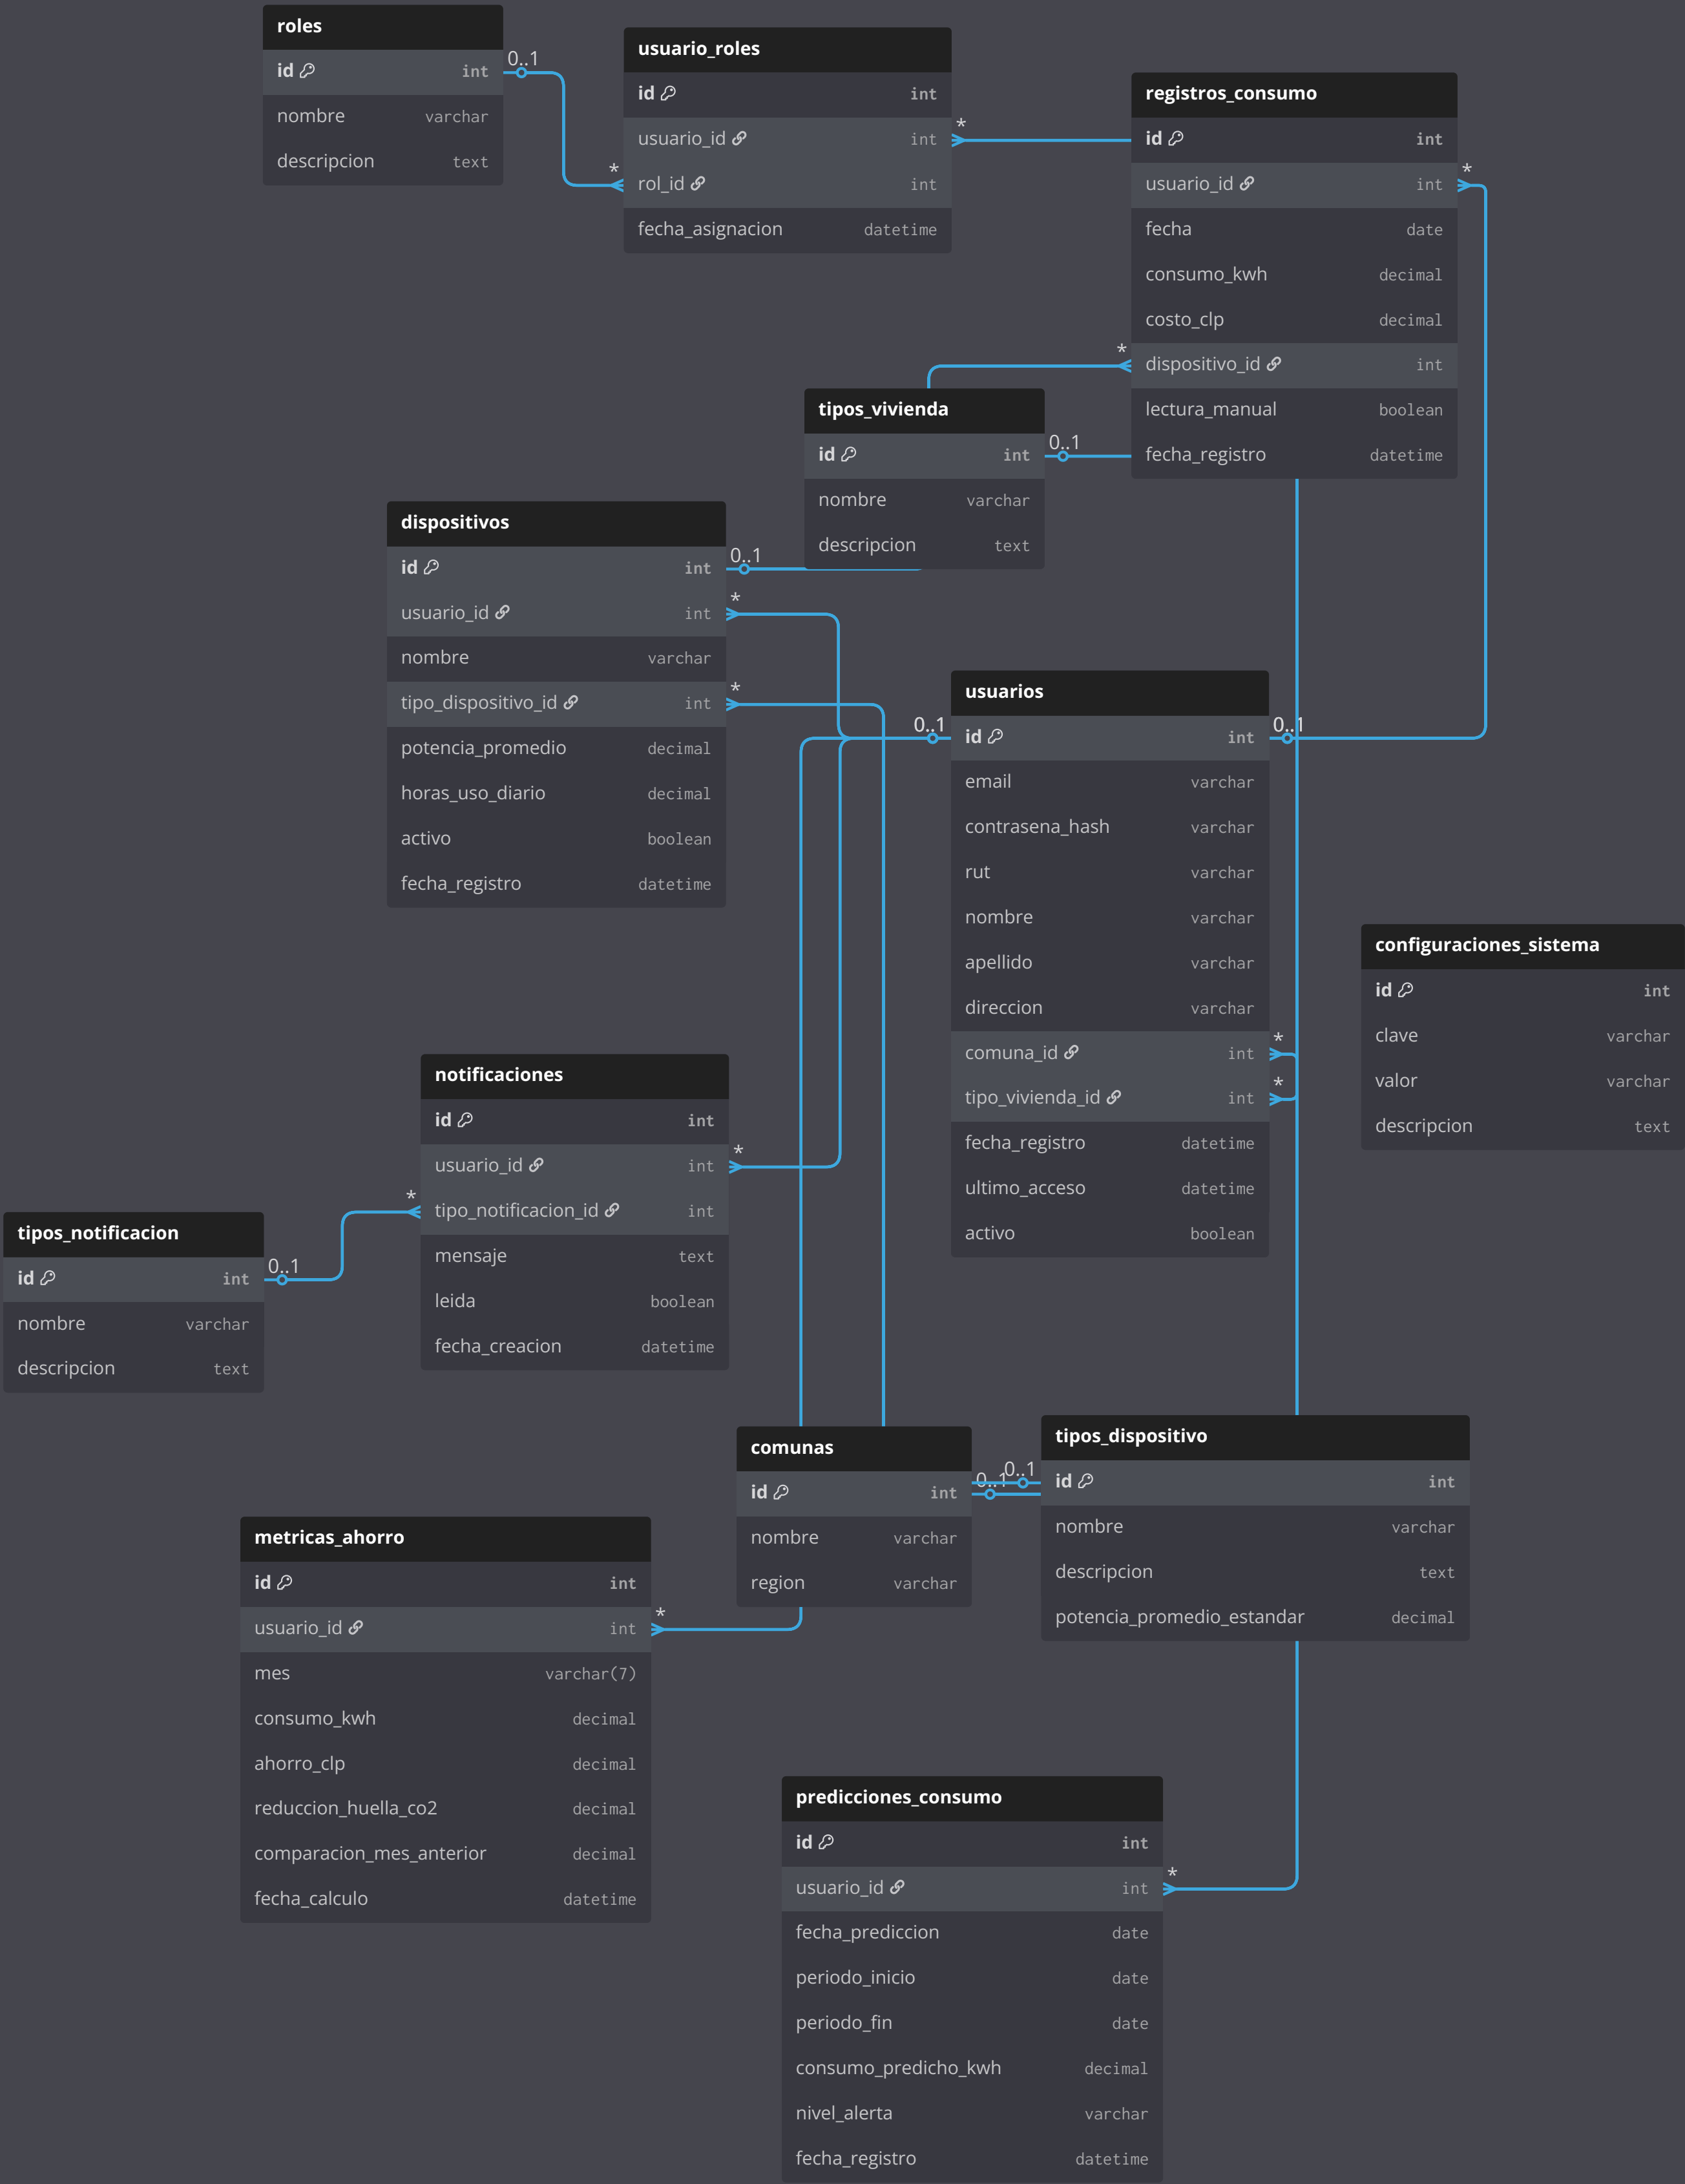 roles
id int
nombre varchar
descripcion text
0..1
*
usuario_roles
id int
usuario_id int
rol_id int
fecha_asignacion datetime
*
registros_consumo
id int
usuario_id int
fecha date
consumo_kwh decimal
costo_clp decimal
dispositivo_id int
lectura_manual boolean
fecha_registro datetime
*
*
tipos_vivienda
id int
nombre varchar
descripcion text
0..1
dispositivos
id int
usuario_id int
nombre varchar
tipo_dispositivo_id int
potencia_promedio decimal
horas_uso_diario decimal
activo boolean
fecha_registro datetime
0..1
*
*
usuarios
id int
email varchar
contrasena_hash varchar
rut varchar
nombre varchar
apellido varchar
direccion varchar
comuna_id int
tipo_vivienda_id int
fecha_registro datetime
ultimo_acceso datetime
activo boolean
0..1
0..1
*
*
configuraciones_sistema
id int
clave varchar
valor varchar
descripcion text
notificaciones
id int
usuario_id int
tipo_notificacion_id int
mensaje text
leida boolean
fecha_creacion datetime
*
*
tipos_notificacion
id int
nombre varchar
descripcion text
0..1
comunas
id int
nombre varchar
region varchar
0..1
0..1
tipos_dispositivo
id int
nombre varchar
descripcion text
potencia_promedio_estandar decimal
metricas_ahorro
id int
usuario_id int
mes varchar(7)
consumo_kwh decimal
ahorro_clp decimal
reduccion_huella_co2 decimal
comparacion_mes_anterior decimal
fecha_calculo datetime
*
predicciones_consumo
id int
usuario_id int
fecha_prediccion date
periodo_inicio date
periodo_fin date
consumo_predicho_kwh decimal
nivel_alerta varchar
fecha_registro datetime
*